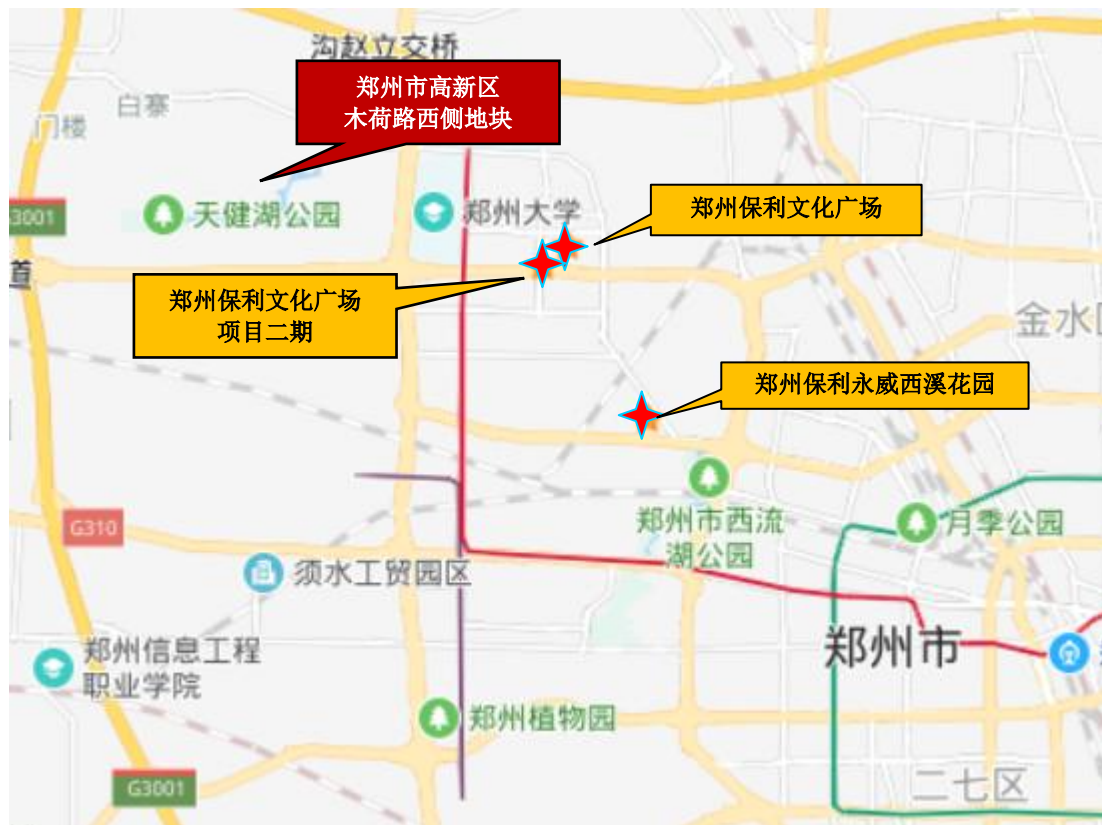 沟赵立交桥
郑州市高新区
木荷路西侧地块
白寨
门楼
3001
天健湖公园
郑州大学
郑州保利文化广场
道
郑州保利文化广场
项目二期
金水区
郑州保利永威西溪花园
G310
郑州市西流
湖公园
月季公园
须水工贸园区
郑州信息工程
职业学院
郑州市
郑州植物园
G3001
二七区